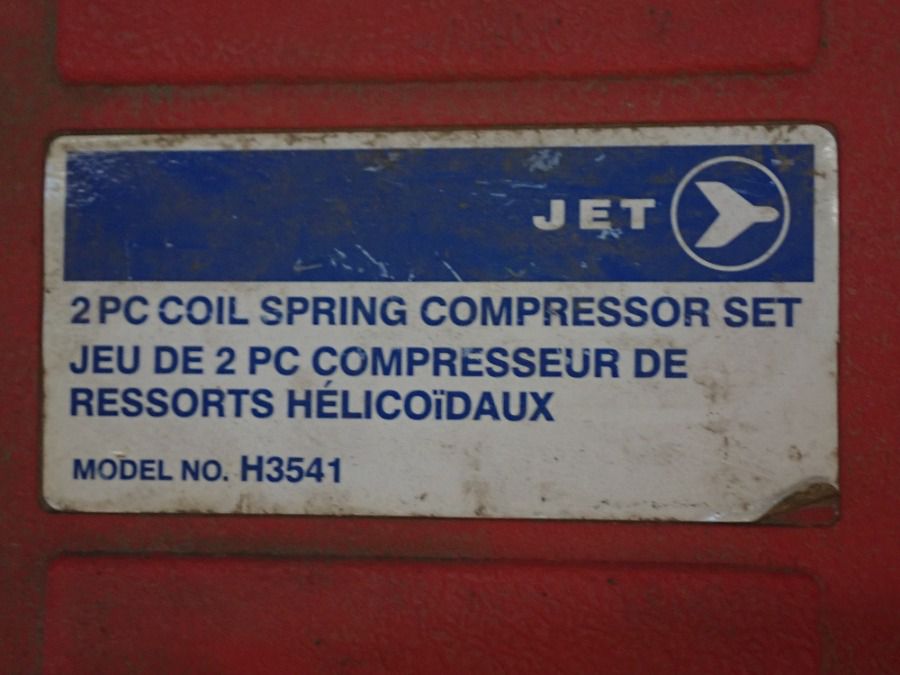 JET
2 PC COIL SPRING COMPRESSOR SET
JEU DE 2 PC COMPRESSEUR DE
RESSORTS HÉLICOïDAUX
MODEL NO. H3541